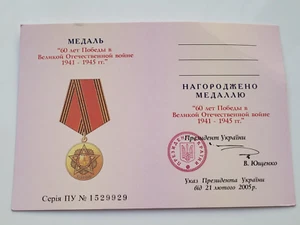 МЕДАЛЬ
"60 лет Победы в
Великой Отечественной войне
1941 - 1945 гг."
Серія ПУ № 1529929
НАГОРОДЖЕНО
МЕДАЛЛЮ
"60 лет Победы в
Великой Отечественной войне
1941 - 1945 гг."
Президент України
В. Ющенко
Указ Президента України
від 21 лютого 2005р.